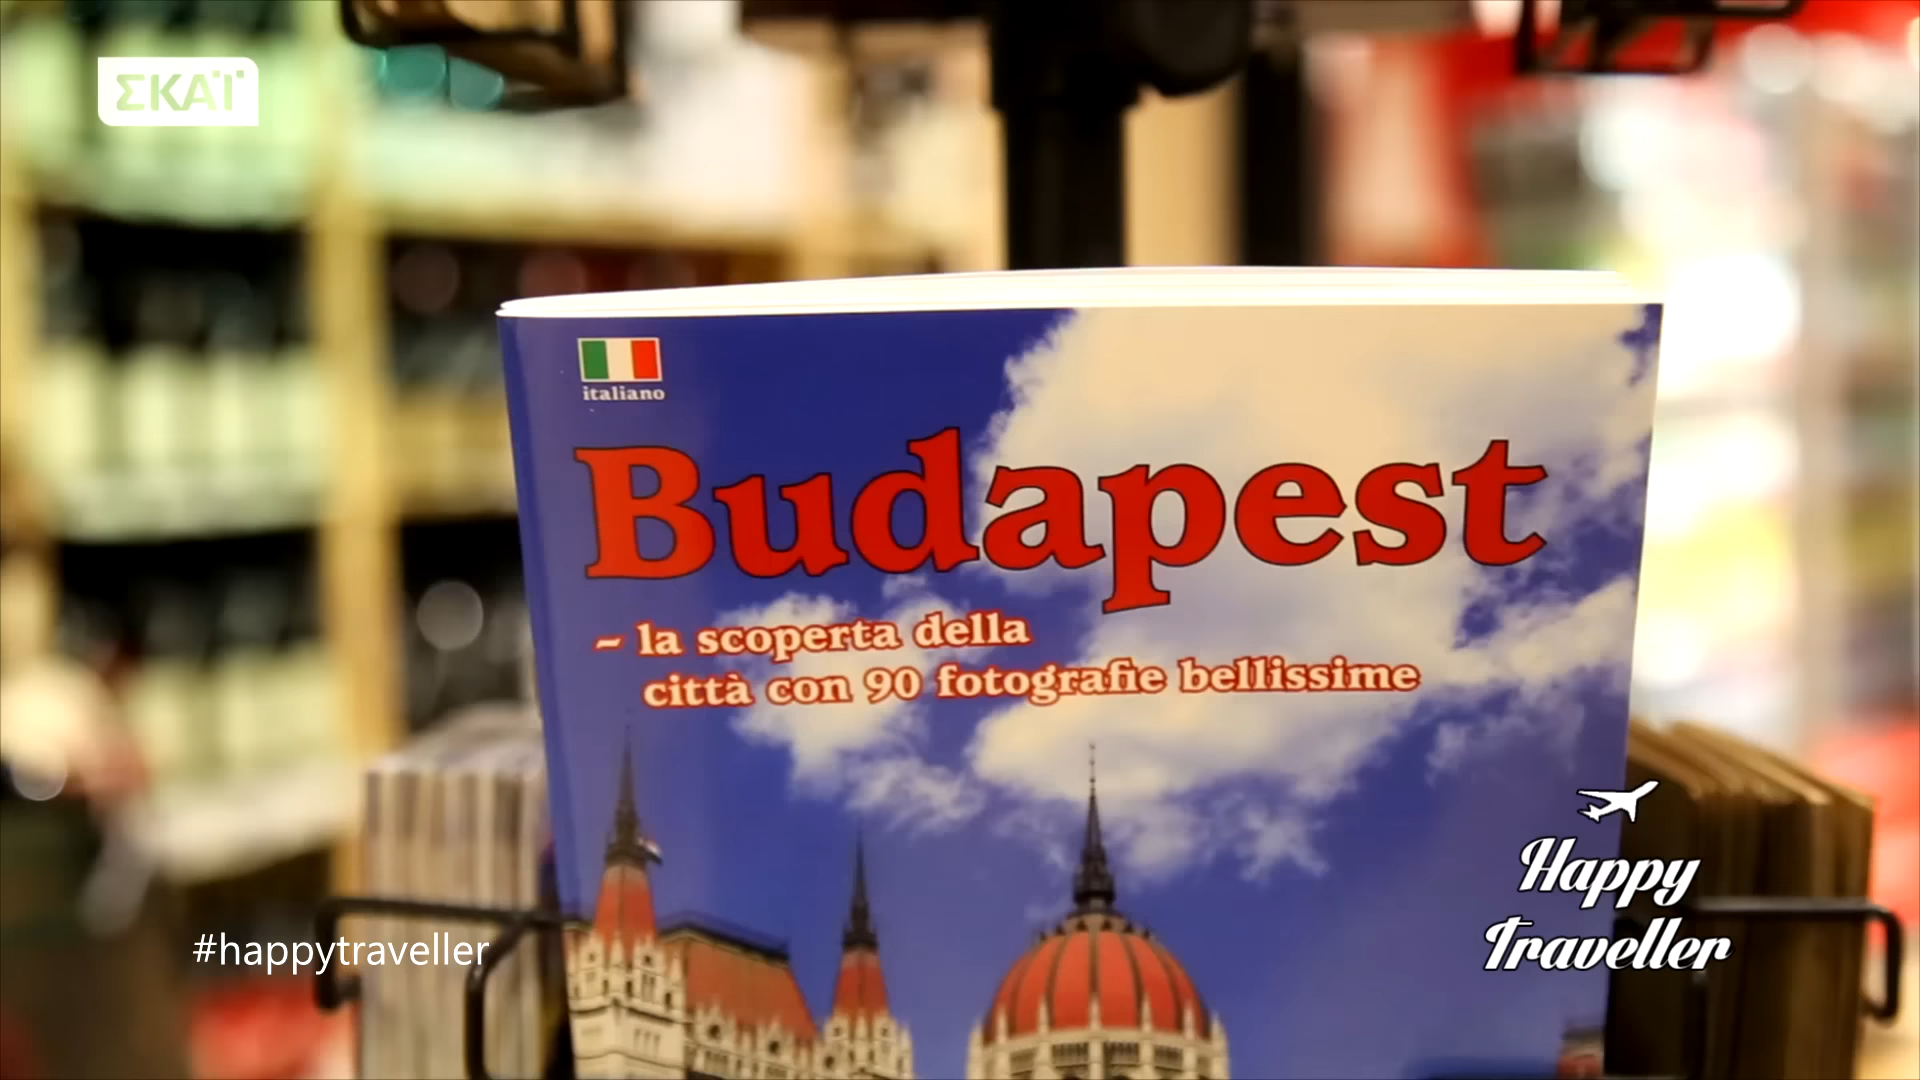 ΣΚΑΪ
italiano
Budapest
– la scoperta della
città con 90 fotografie bellissime
Happy
Traveller
#happytraveller